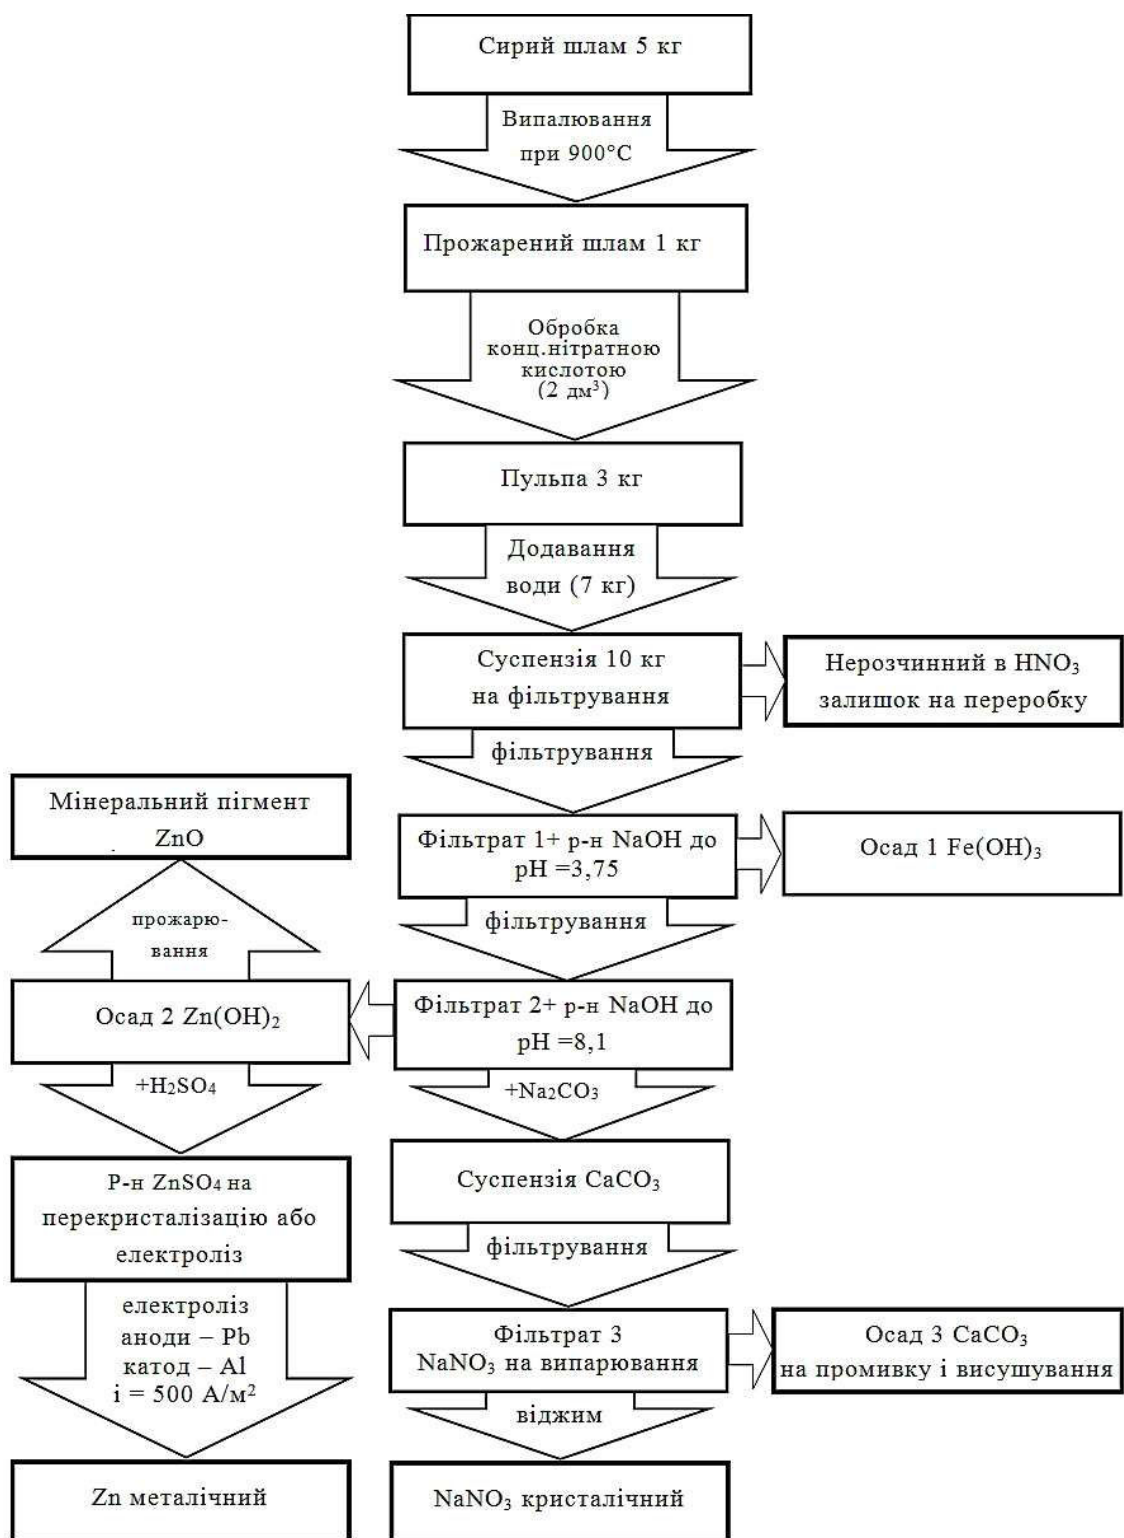 Сирий шлам 5 кг
Випалювання
при 900°С
Прожарений шлам 1 кг
Обробка
конц.нітратною
кислотою
(2 дм³)
Пульпа 3 кг
Додавання
води (7 кг)
Суспензія 10 кг
на фільтрування
Нерозчинний в HNO₃
залишок на переробку
фільтрування
Мінеральний пігмент
ZnO
Фільтрат 1+ р-н NaOH до
pH =3,75
Осад 1 Fe(OH)₃
прожарю-
вання
фільтрування
Осад 2 Zn(OH)₂
Фільтрат 2+ р-н NaOH до
pH =8,1
+H₂SO₄
+Na₂CO₃
Р-н ZnSO₄ на
перекристалізацію або
електроліз
Суспензія CaCO₃
фільтрування
електроліз
аноди – Pb
катод – Al
i = 500 А/м²
Фільтрат 3
NaNO₃ на випарювання
Осад 3 CaCO₃
на промивку і висушування
віджим
Zn металічний
NaNO₃ кристалічний